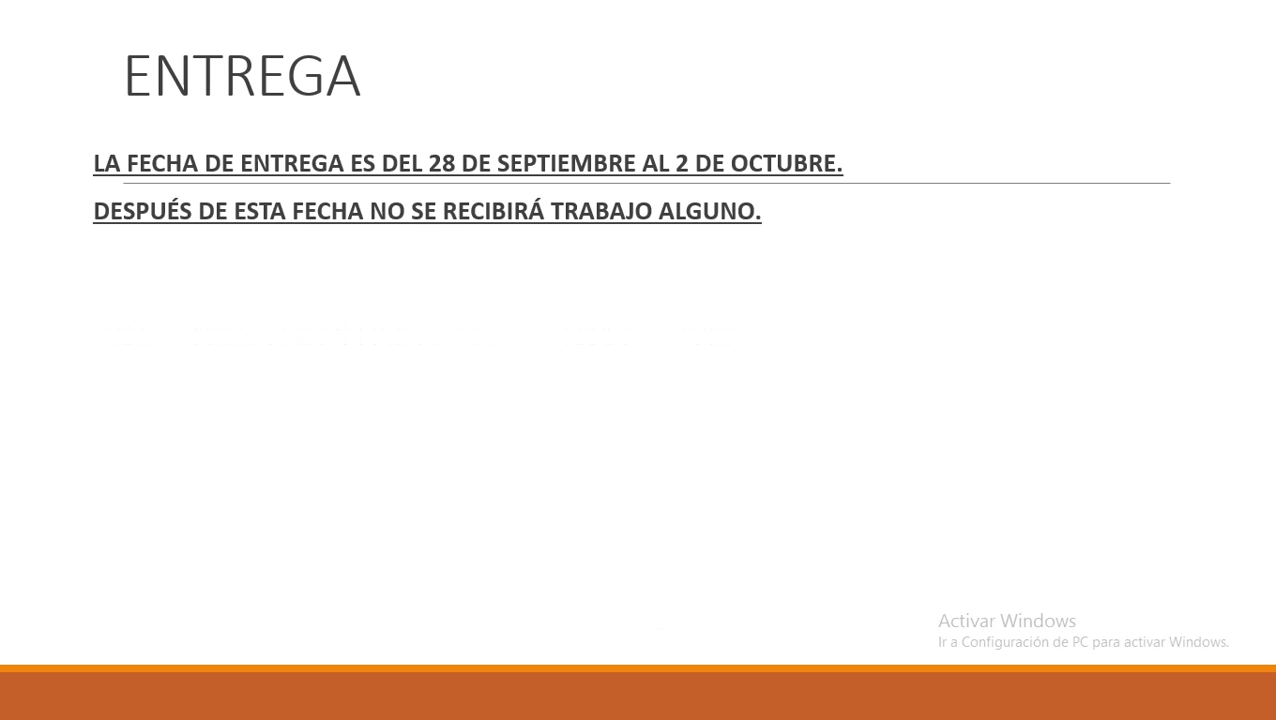 ENTREGA
LA FECHA DE ENTREGA ES DEL 28 DE SEPTIEMBRE AL 2 DE OCTUBRE.
DESPUÉS DE ESTA FECHA NO SE RECIBIRÁ TRABAJO ALGUNO.
Activar Windows
Ir a Configuración de PC para activar Windows.